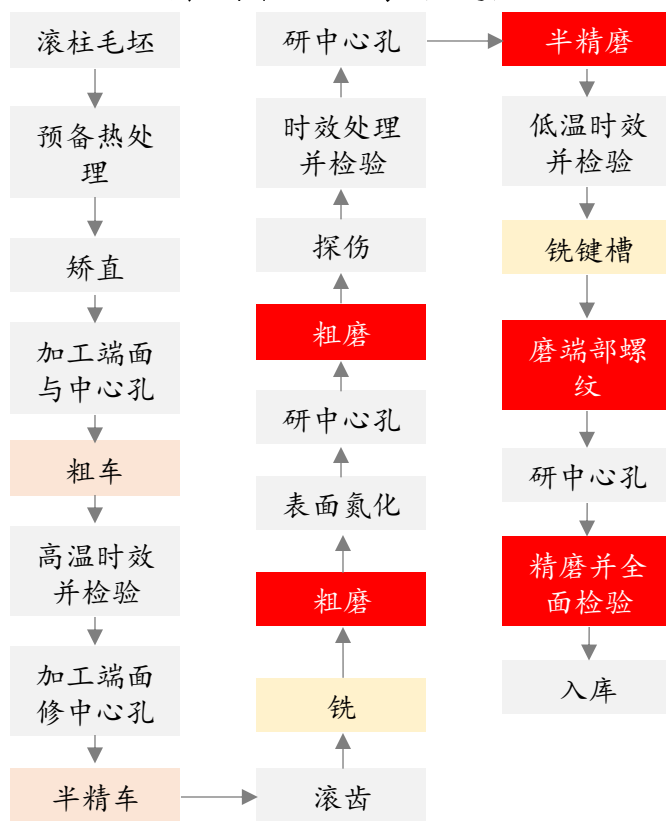 滚柱毛坯
预备热处
理
矫直
加工端面
与中心孔
粗车
高温时效
并检验
加工端面
修中心孔
半精车
滚齿
铣
粗磨
表面氮化
研中心孔
粗磨
探伤
时效处理
并检验
研中心孔
半精磨
低温时效
并检验
铣键槽
磨端部螺
纹
研中心孔
精磨并全
面检验
入库